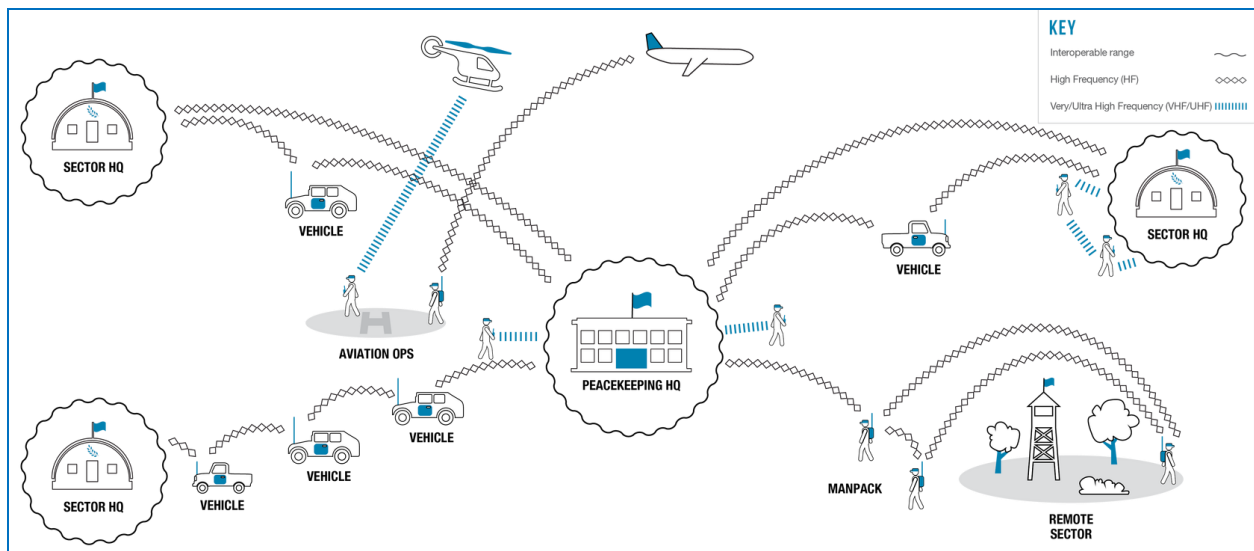 KEY
Interoperable range
High Frequency (HF)
Very/Ultra High Frequency (VHF/UHF)
SECTOR HQ
VEHICLE
SECTOR HQ
VEHICLE
H
AVIATION OPS
PEACEKEEPING HQ
VEHICLE
VEHICLE
VEHICLE
SECTOR HQ
MANPACK
REMOTE
SECTOR